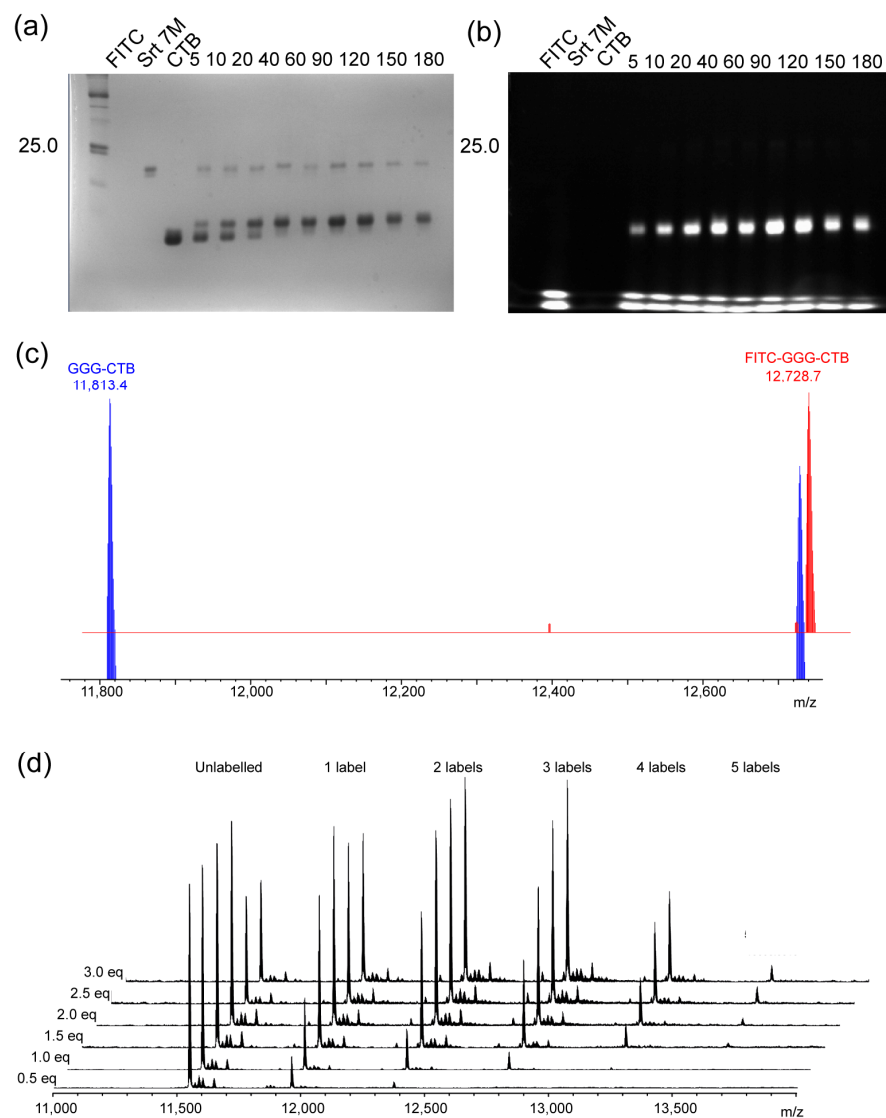 (a)
FITC
Srt 7M
CTB
5 10 20 40 60 90 120 150 180
25.0
(b)
FITC
Srt 7M
CTB
5 10 20 40 60 90 120 150 180
25.0
(c)
GGG-CTB
11,813.4
FITC-GGG-CTB
12,728.7
11,800 12,000 12,200 12,400 12,600
m/z
(d)
Unlabelled 1 label 2 labels 3 labels 4 labels 5 labels
3.0 eq
2.5 eq
2.0 eq
1.5 eq
1.0 eq
0.5 eq
11,000 11,500 12,000 12,500 13,000 13,500
m/z